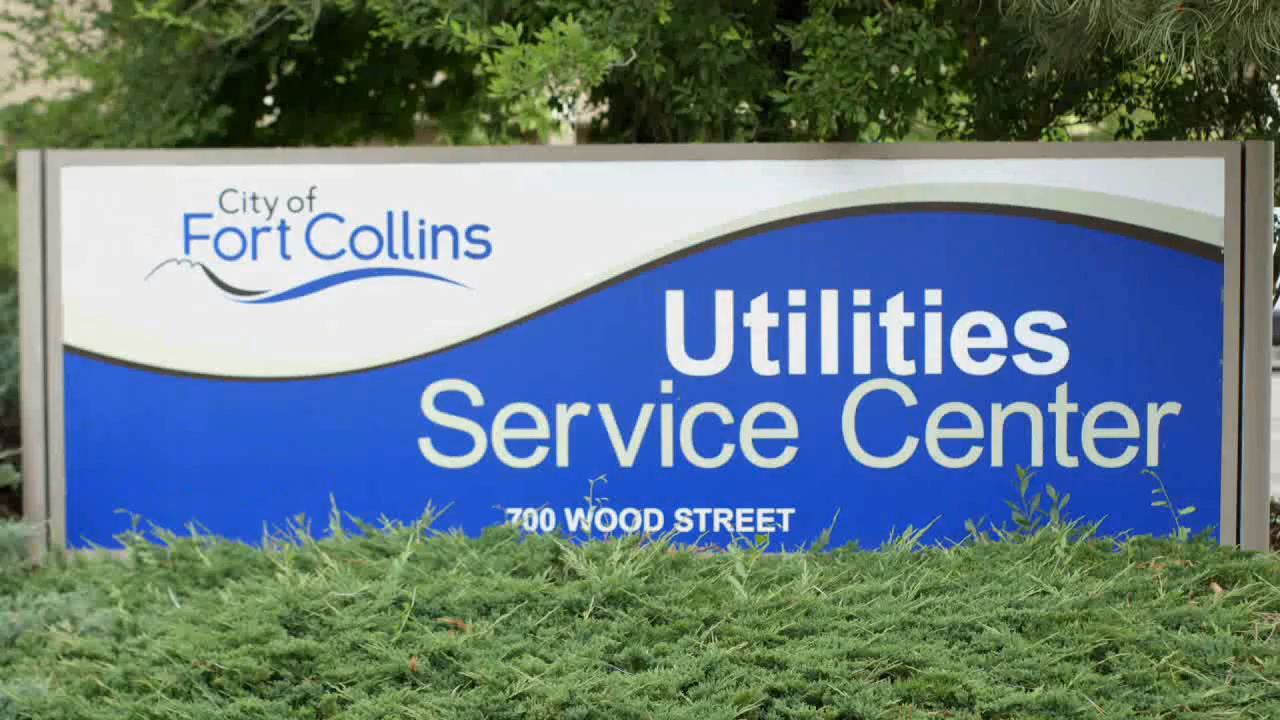 City of
Fort Collins
Utilities
Service Center
700 WOOD STREET